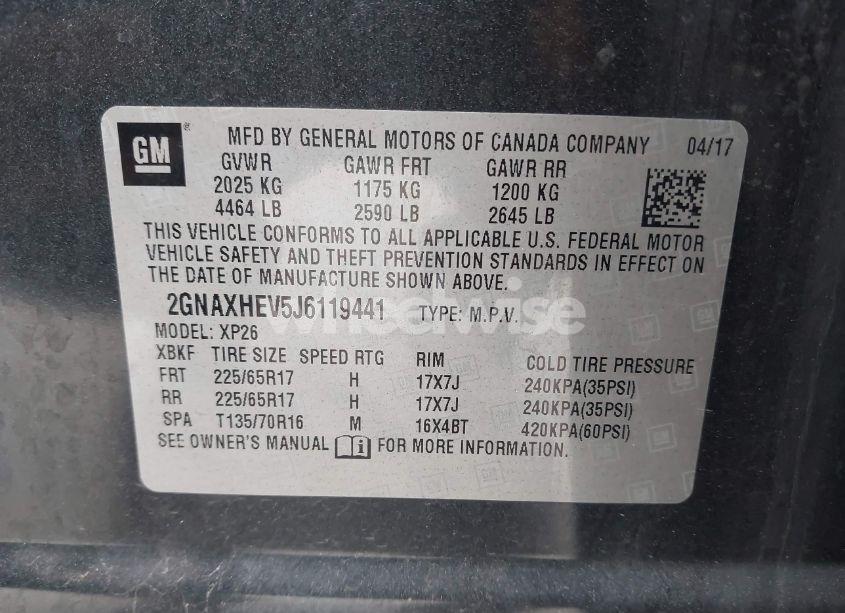 GM
MFD BY GENERAL MOTORS OF CANADA COMPANY 04/17
GVWR GAWR FRT GAWR RR
2025 KG 1175 KG 1200 KG
4464 LB 2590 LB 2645 LB
THIS VEHICLE CONFORMS TO ALL APPLICABLE U.S. FEDERAL MOTOR
VEHICLE SAFETY AND THEFT PREVENTION STANDARDS IN EFFECT ON
THE DATE OF MANUFACTURE SHOWN ABOVE.
2GNAXHEV5J6119441 TYPE: M.P.V.
wheelwise
MODEL: XP26
XBKF TIRE SIZE SPEED RTG RIM COLD TIRE PRESSURE
FRT 225/65R17 H 17X7J 240KPA(35PSI)
RR 225/65R17 H 17X7J 240KPA(35PSI)
SPA T135/70R16 M 16X4BT 420KPA(60PSI)
SEE OWNER'S MANUAL FOR MORE INFORMATION.